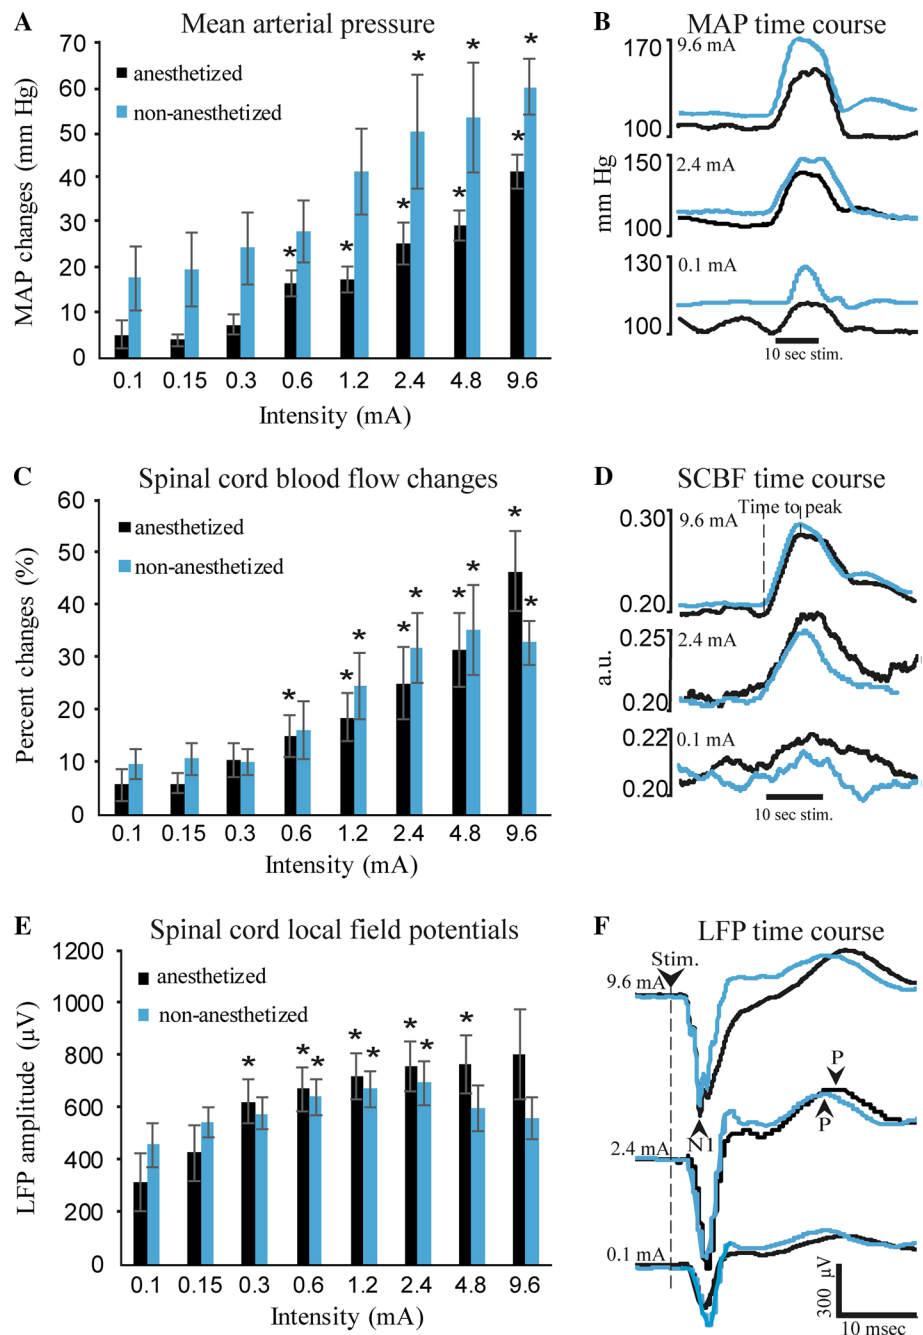 A Mean arterial pressure
70
60
50
40
30
20
10
0
MAP changes (mm Hg)
anesthetized
non-anesthetized
* * * * * * * *
0.1 0.15 0.3 0.6 1.2 2.4 4.8 9.6
Intensity (mA)
B MAP time course
170 9.6 mA
100
150 2.4 mA
100
130 0.1 mA
100
mm Hg
10 sec stim.
C Spinal cord blood flow changes
60
50
40
30
20
10
0
Percent changes (%)
anesthetized
non-anesthetized
* * * * * * * * *
0.1 0.15 0.3 0.6 1.2 2.4 4.8 9.6
Intensity (mA)
D SCBF time course
Time to peak
0.30 9.6 mA
0.20
0.25 2.4 mA
0.20
0.22 0.1 mA
0.20
a.u.
10 sec stim.
E Spinal cord local field potentials
1200
1000
800
600
400
200
0
LFP amplitude (µV)
anesthetized
non-anesthetized
* * * * * * * *
0.1 0.15 0.3 0.6 1.2 2.4 4.8 9.6
Intensity (mA)
F LFP time course
Stim.
9.6 mA
P
N1
P
2.4 mA
0.1 mA
300 µV
10 msec